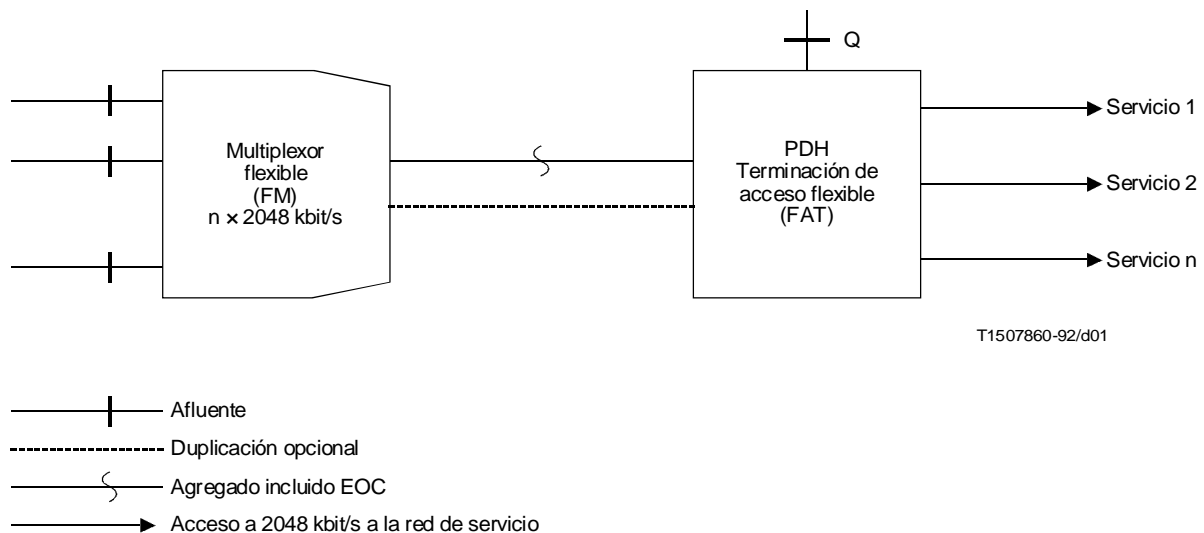 Q
Multiplexor
flexible
(FM)
n × 2048 kbit/s
PDH
Terminación de
acceso flexible
(FAT)
Servicio 1
Servicio 2
Servicio n
T1507860-92/d01
Afluente
Duplicación opcional
Agregado incluido EOC
Acceso a 2048 kbit/s a la red de servicio